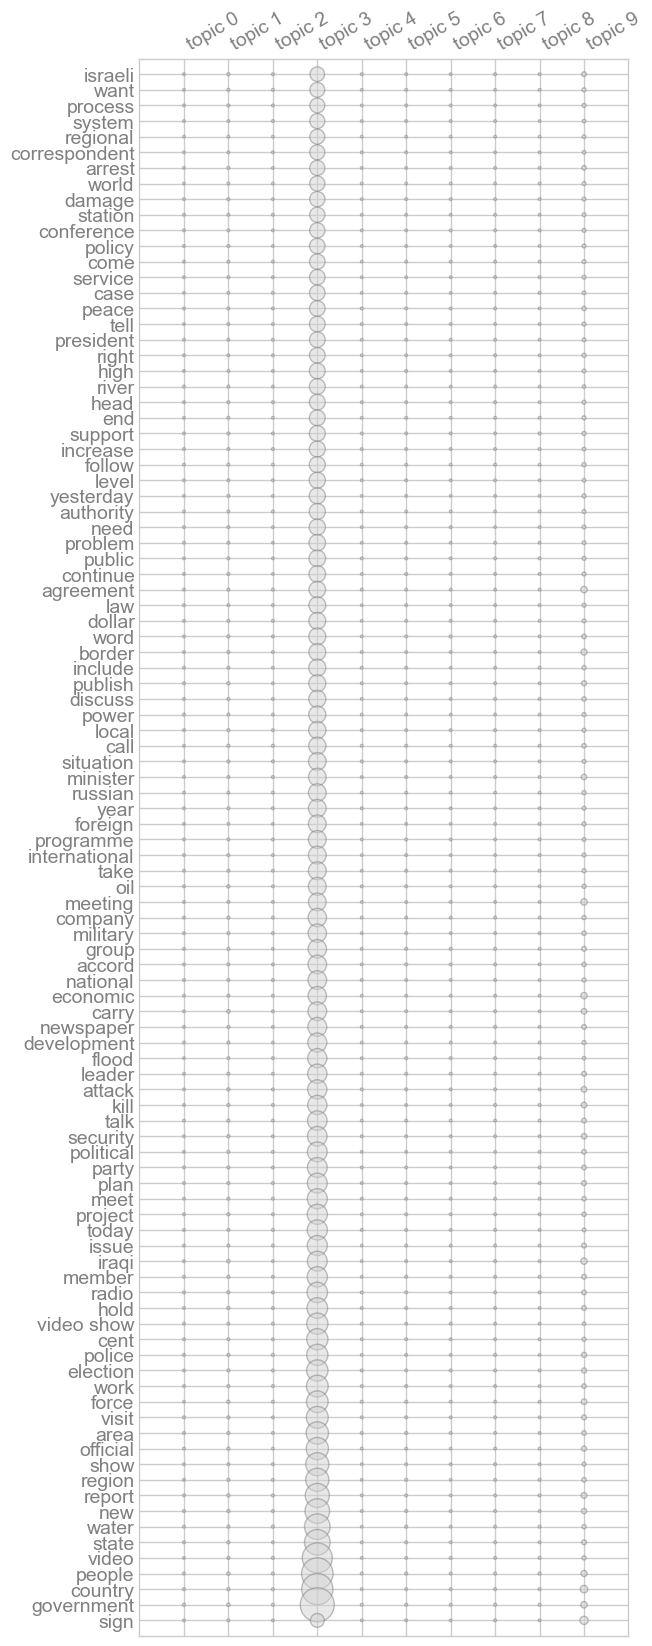 topic 0 topic 1 topic 2 topic 3 topic 4 topic 5 topic 6 topic 7 topic 8 topic 9
israeli
want
process
system
regional
correspondent
arrest
world
damage
station
conference
policy
come
service
case
peace
tell
president
right
high
river
head
end
support
increase
follow
level
yesterday
authority
need
problem
public
continue
agreement
law
dollar
word
border
include
publish
discuss
power
local
call
situation
minister
russian
year
foreign
programme
international
take
oil
meeting
company
military
group
accord
national
economic
carry
newspaper
development
flood
leader
attack
kill
talk
security
political
party
plan
meet
project
today
issue
iraqi
member
radio
hold
video show
cent
police
election
work
force
visit
area
official
show
region
report
new
water
state
video
people
country
government
sign